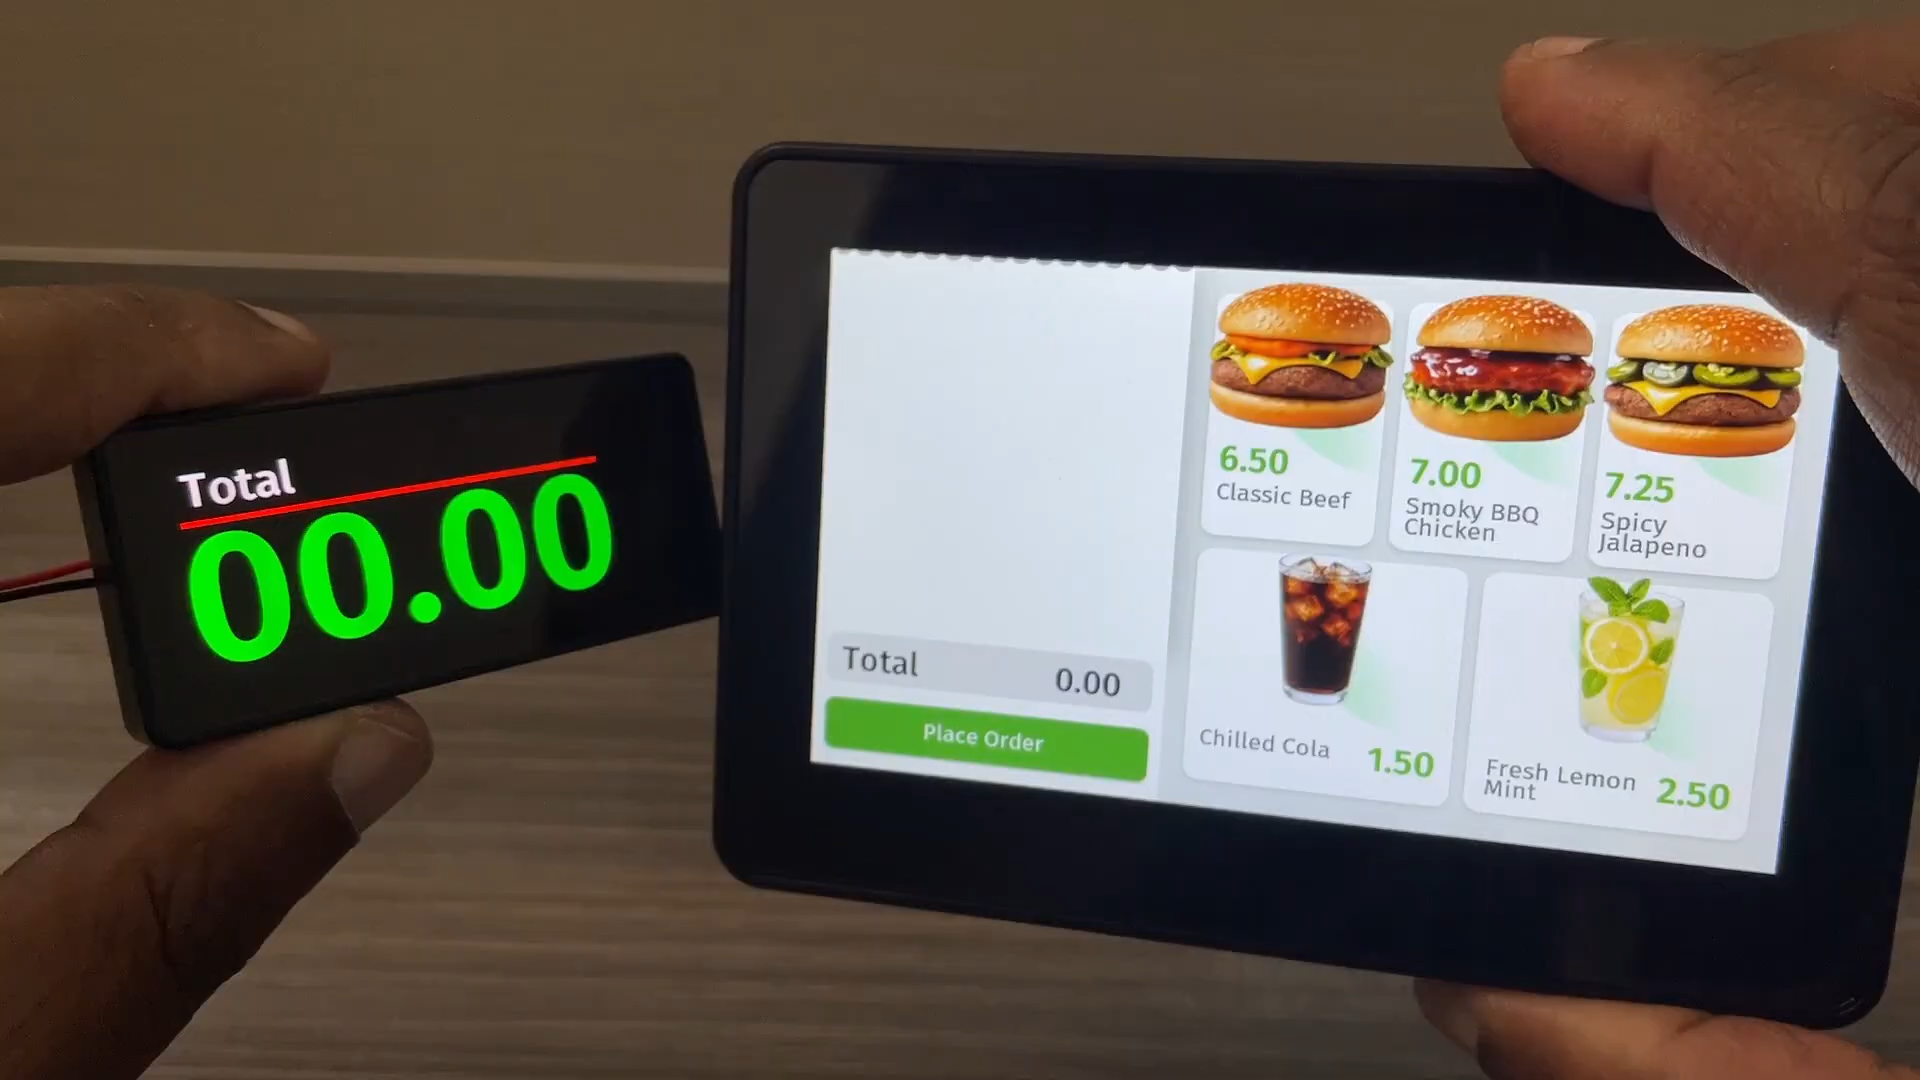 Total
00.00
Total 0.00
Place Order
6.50
Classic Beef
7.00
Smoky BBQ
Chicken
7.25
Spicy
Jalapeno
Chilled Cola 1.50
Fresh Lemon
Mint 2.50